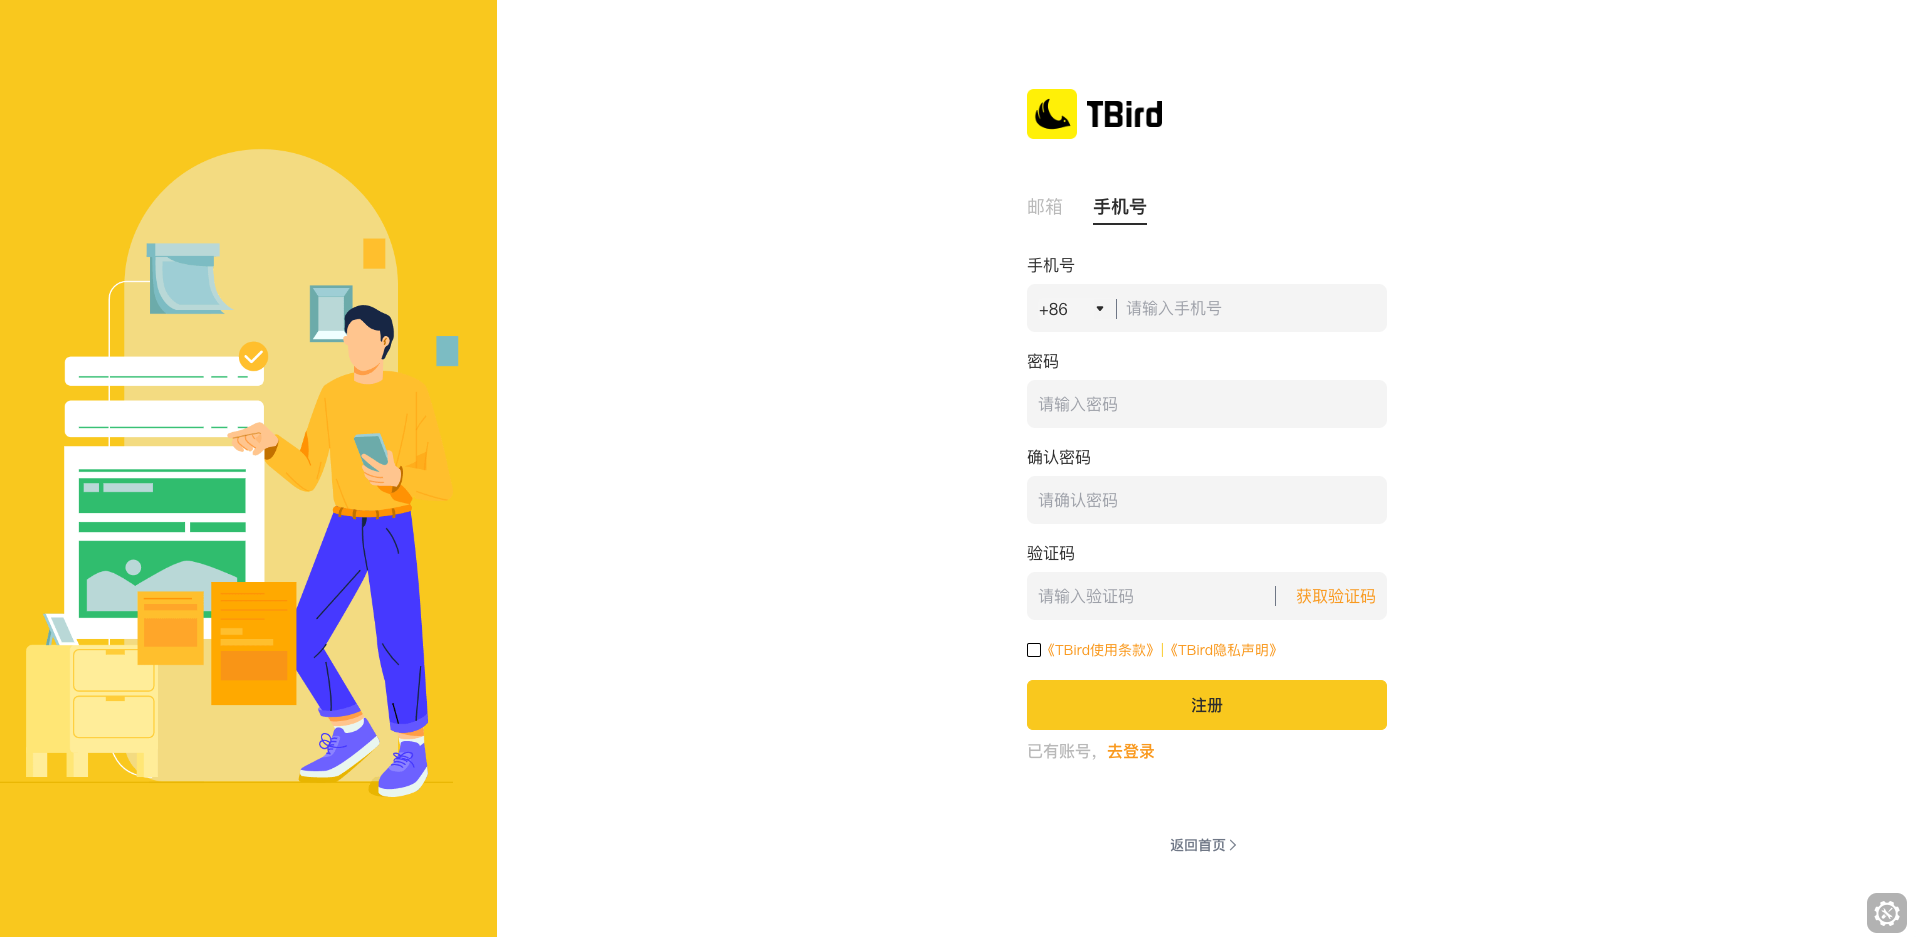 TBird
邮箱 手机号
手机号
+86 请输入手机号
密码
请输入密码
确认密码
请确认密码
验证码
请输入验证码 获取验证码
《TBird使用条款》|《TBird隐私声明》
注册
已有账号，去登录
返回首页